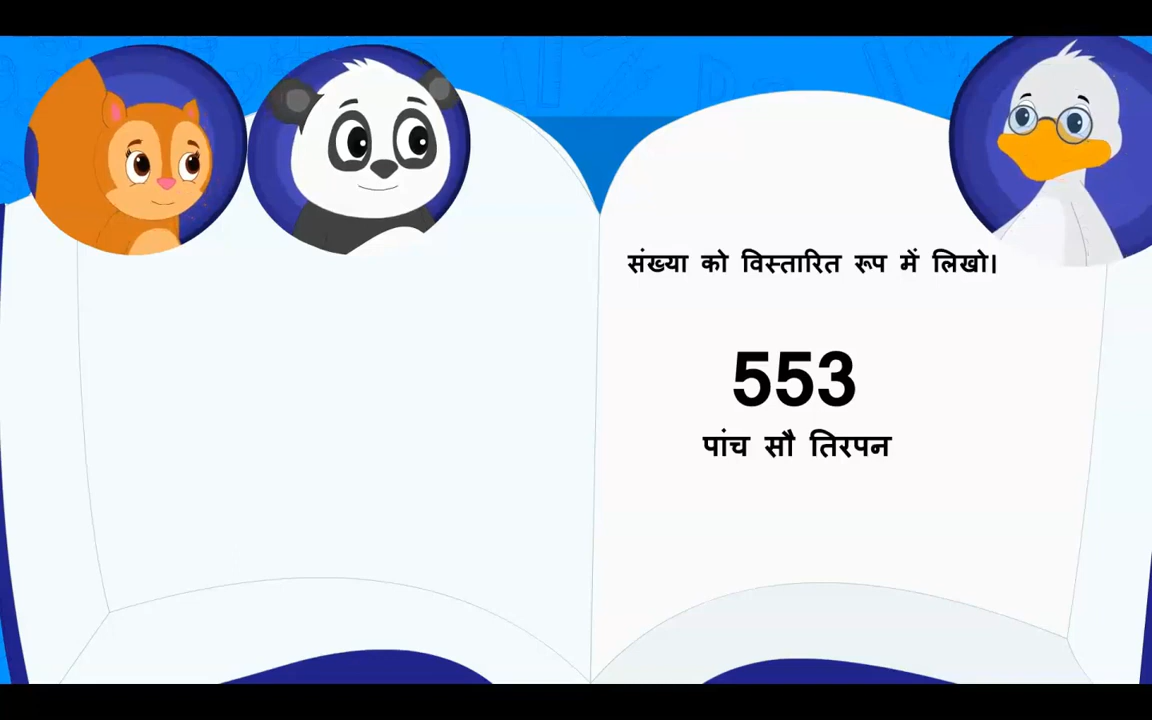 संख्या को विस्तारित रूप में लिखो।
553
पांच सौ तिरपन